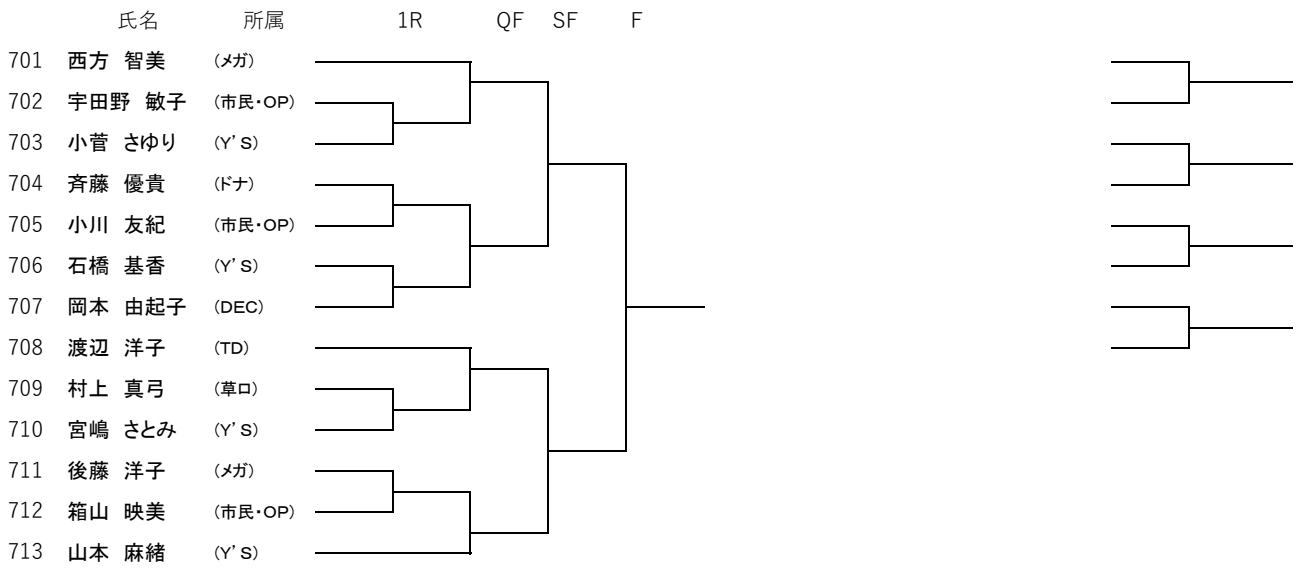 氏名 所属 1R QF SF F
701 西方 智美 (メガ)
702 宇田野 敏子 (市民・OP)
703 小菅 さゆり (Y'S)
704 斉藤 優貴 (ドナ)
705 小川 友紀 (市民・OP)
706 石橋 基香 (Y'S)
707 岡本 由起子 (DEC)
708 渡辺 洋子 (TD)
709 村上 真弓 (草ロ)
710 宮嶋 さとみ (Y'S)
711 後藤 洋子 (メガ)
712 箱山 映美 (市民・OP)
713 山本 麻緒 (Y'S)